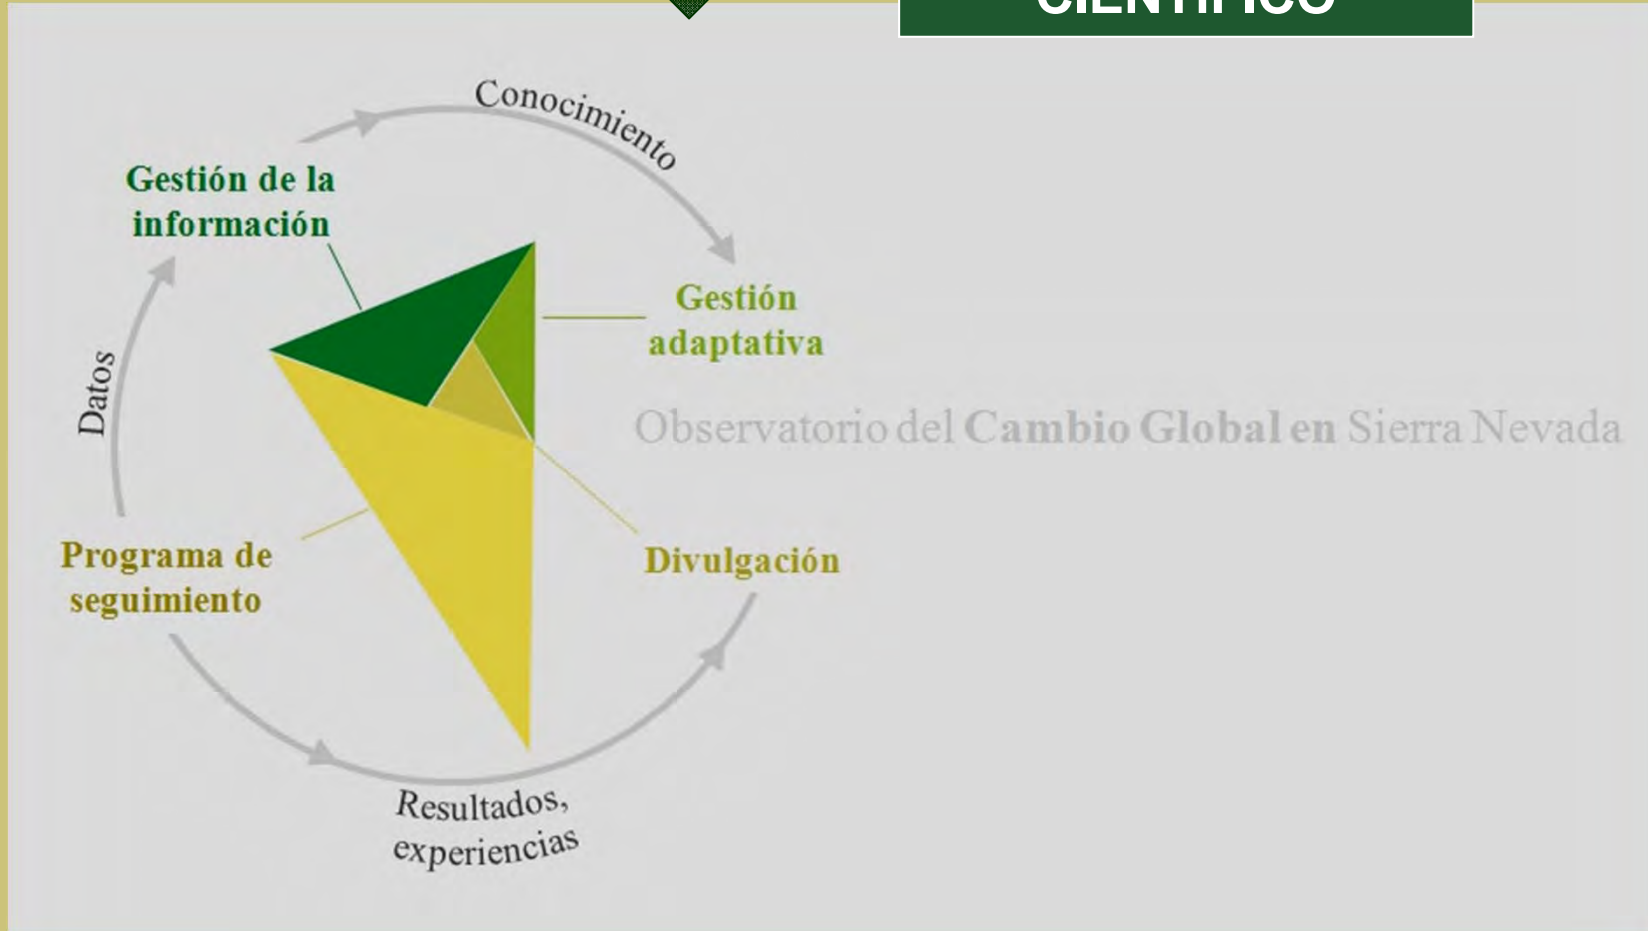 CIENTÍFICO
Conocimiento
Gestión de la
información
Gestión
adaptativa
Datos
Observatorio del Cambio Global en Sierra Nevada
Programa de
seguimiento
Divulgación
Resultados,
experiencias